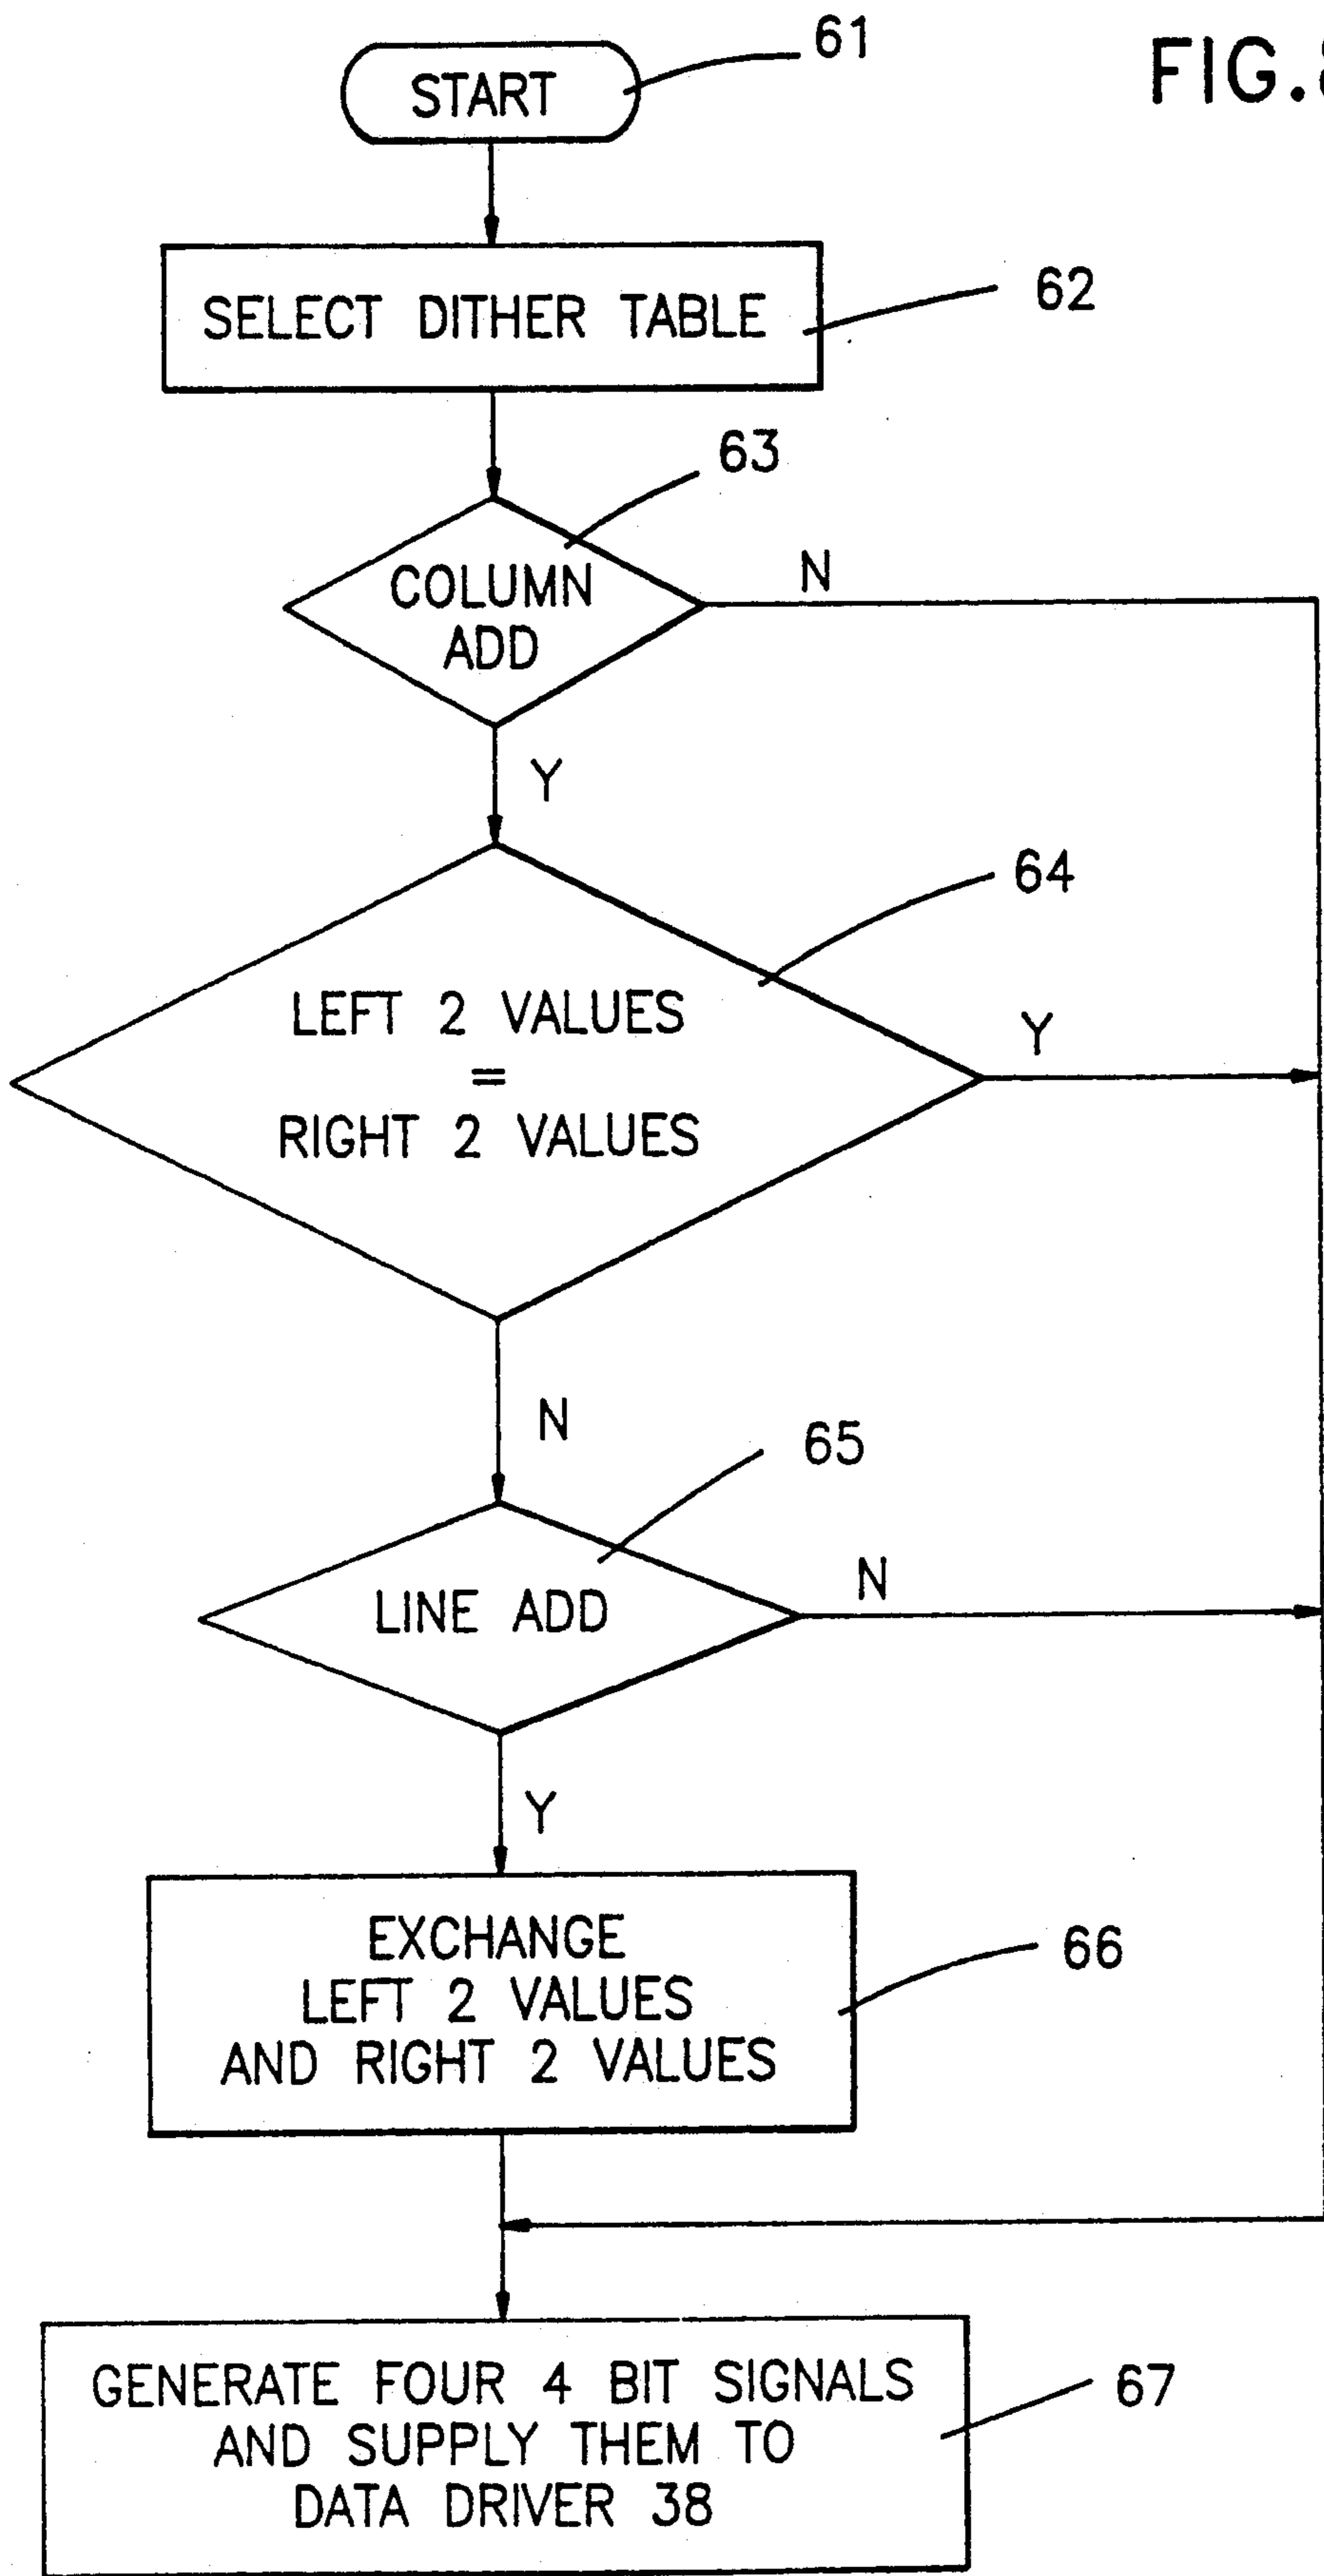 61
FIG.8
START
62
SELECT DITHER TABLE
63
COLUMN
ADD
N
Y
64
LEFT 2 VALUES
=
RIGHT 2 VALUES
Y
N
65
LINE ADD
N
Y
EXCHANGE
LEFT 2 VALUES
AND RIGHT 2 VALUES
66
GENERATE FOUR 4 BIT SIGNALS
AND SUPPLY THEM TO
DATA DRIVER 38
67